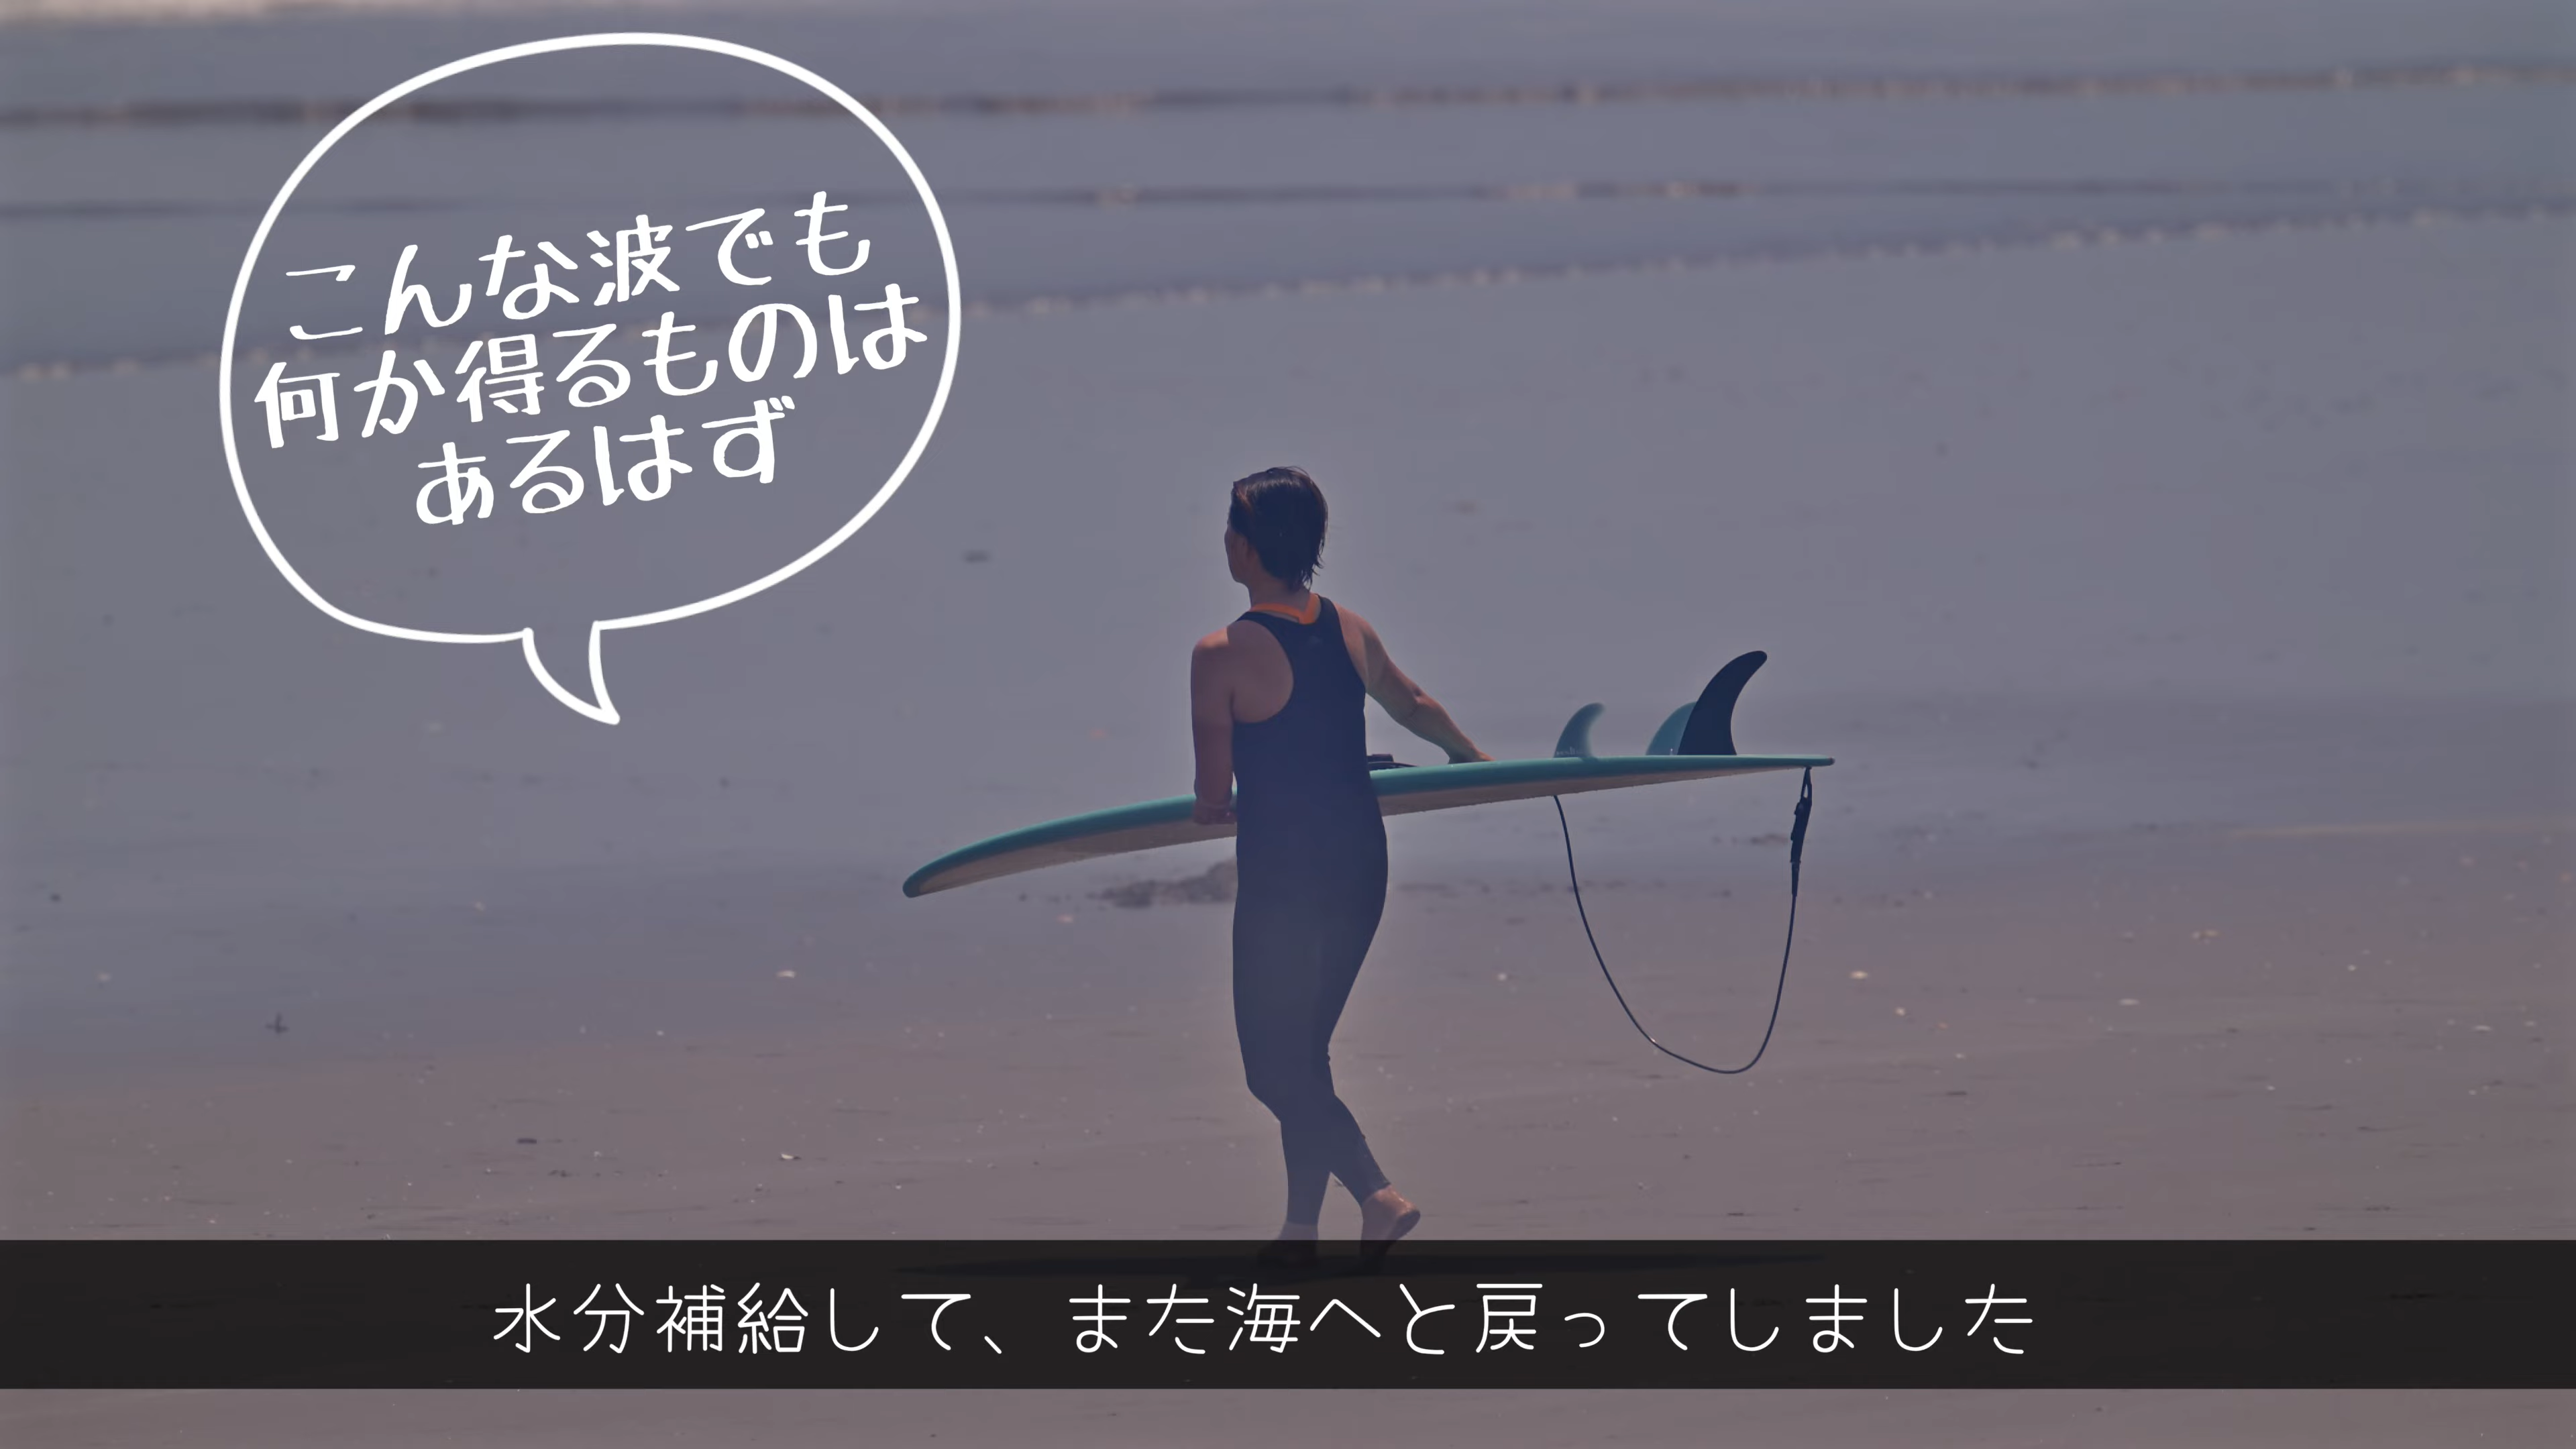 こんな波でも
何か得るものは
あるはず
水分補給して、また海へと戻ってしました